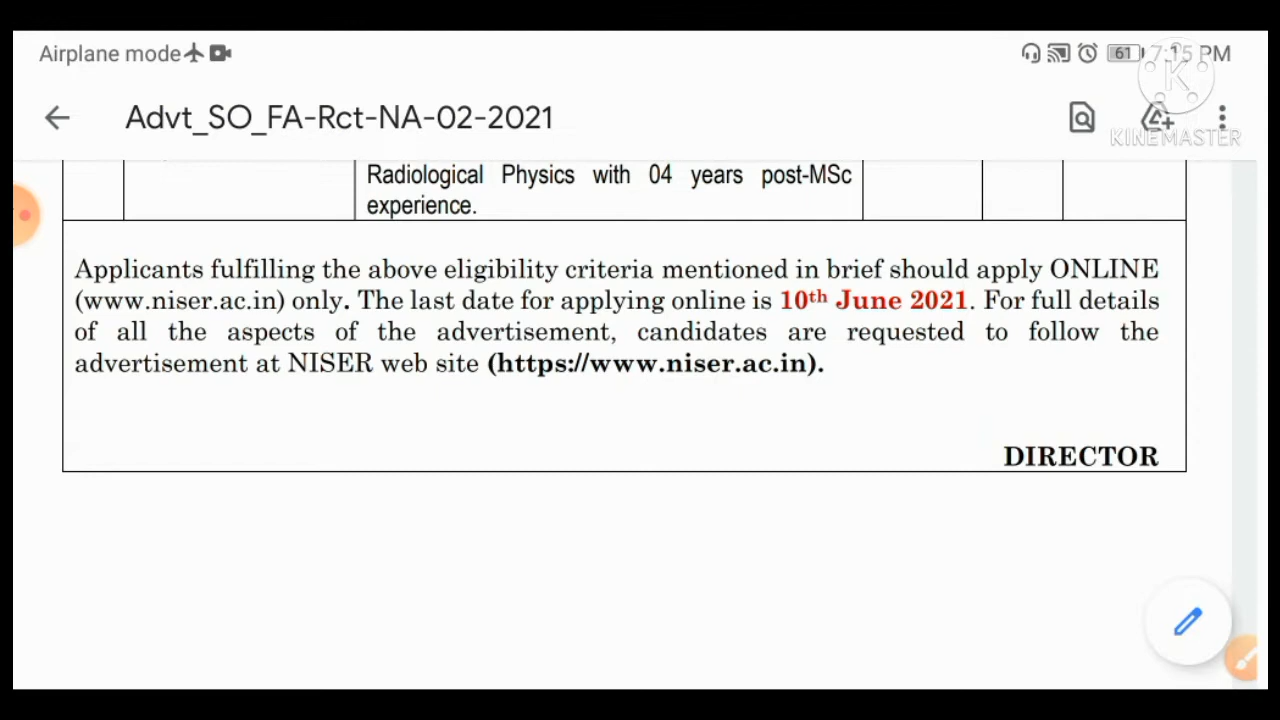 Airplane mode
61 7:15 PM
K
Advt_SO_FA-Rct-NA-02-2021
KINEMASTER
Radiological Physics with 04 years post-MSc
experience.
Applicants fulfilling the above eligibility criteria mentioned in brief should apply ONLINE
(www.niser.ac.in) only. The last date for applying online is 10th June 2021. For full details
of all the aspects of the advertisement, candidates are requested to follow the
advertisement at NISER web site (https://www.niser.ac.in).
DIRECTOR